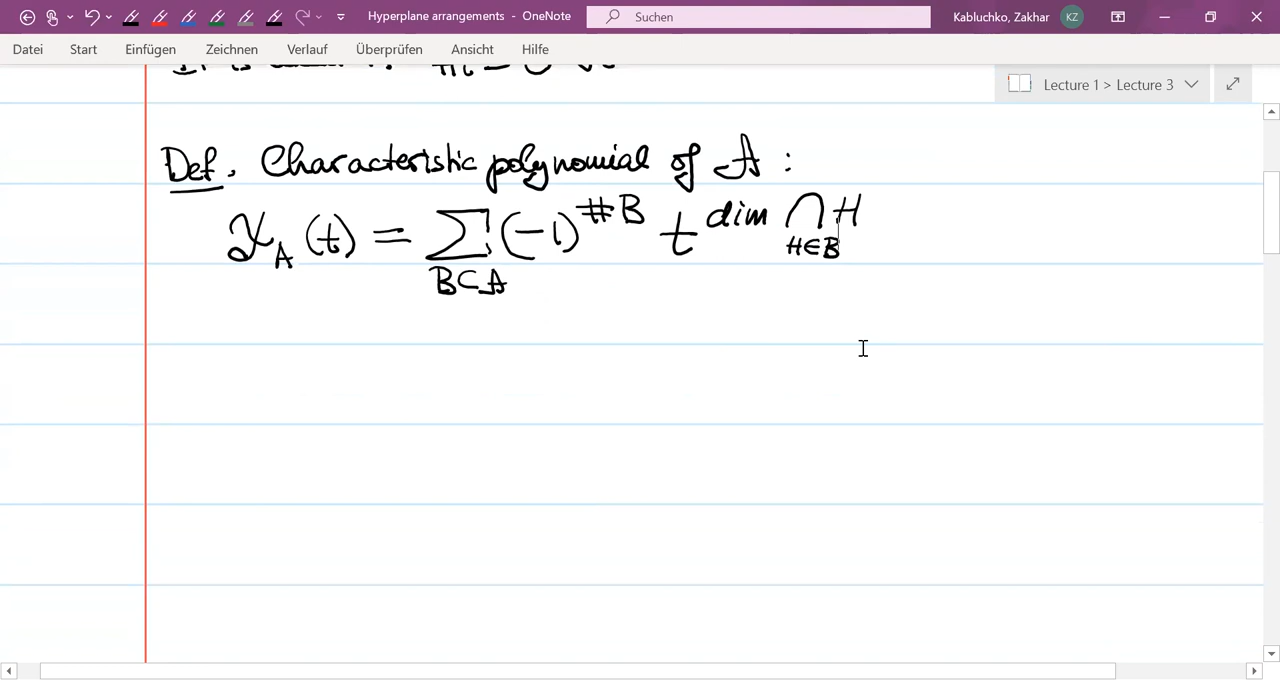 Hyperplane arrangements - OneNote
Suchen
Kabluchko, Zakhar
KZ
Datei Start Einfügen Zeichnen Verlauf Überprüfen Ansicht Hilfe
Lecture 1 > Lecture 3
Def. Characteristic polynomial of A :
χ_A (t) = ∑_{B⊂A} (-1)^{#B} t^{dim ⋂_{H∈B} H}